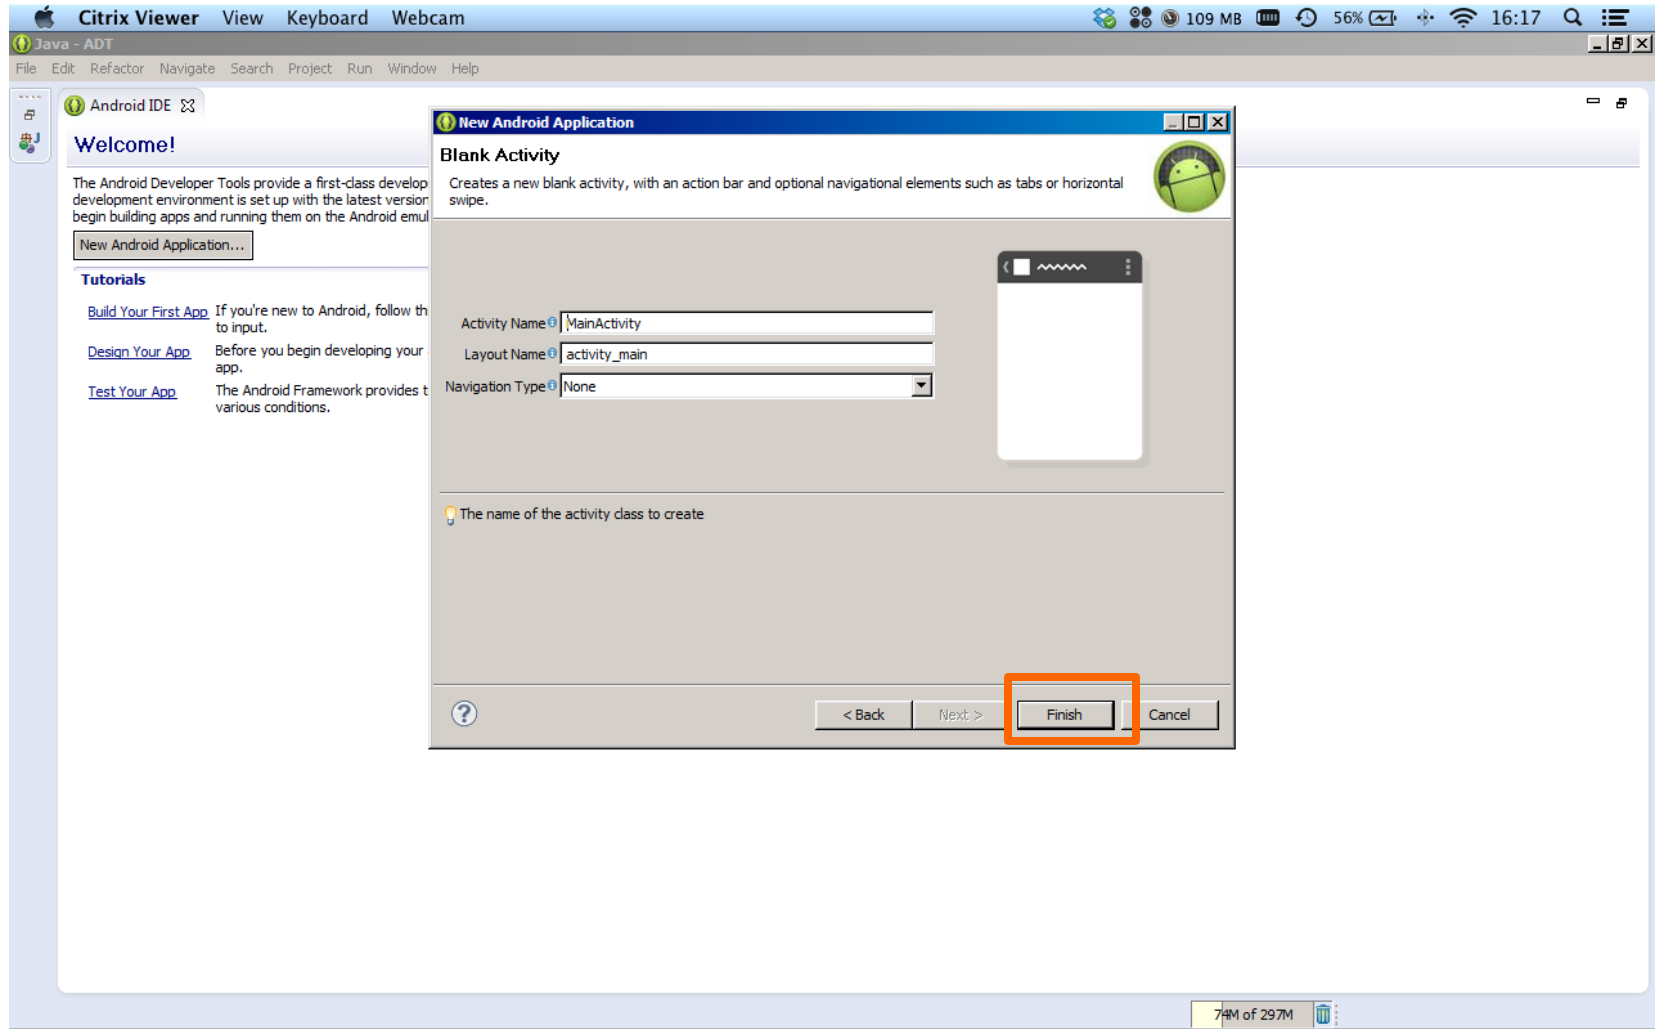 Citrix Viewer View Keyboard Webcam 109 MB 56% 16:17
Java - ADT
File Edit Refactor Navigate Search Project Run Window Help
Android IDE
Welcome!
The Android Developer Tools provide a first-class develop
development environment is set up with the latest version
begin building apps and running them on the Android emul
New Android Application...
Tutorials
Build Your First App If you're new to Android, follow th
to input.
Design Your App Before you begin developing your
app.
Test Your App The Android Framework provides t
various conditions.
New Android Application
Blank Activity
Creates a new blank activity, with an action bar and optional navigational elements such as tabs or horizontal
swipe.
Activity Name MainActivity
Layout Name activity_main
Navigation Type None
The name of the activity class to create
< Back Next > Finish Cancel
74M of 297M